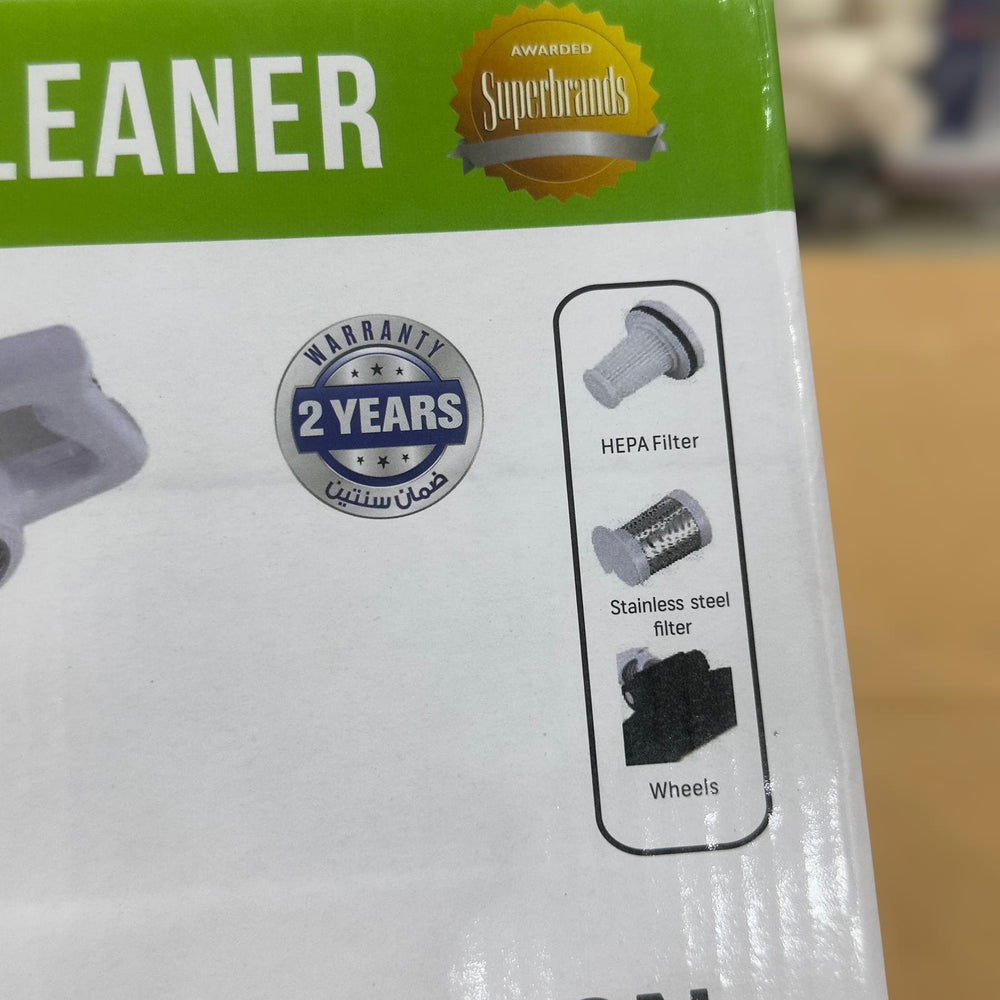 LEANER
AWARDED
Superbrands
WARRANTY
2 YEARS
ضمان سنتين
HEPA Filter
Stainless steel
filter
Wheels